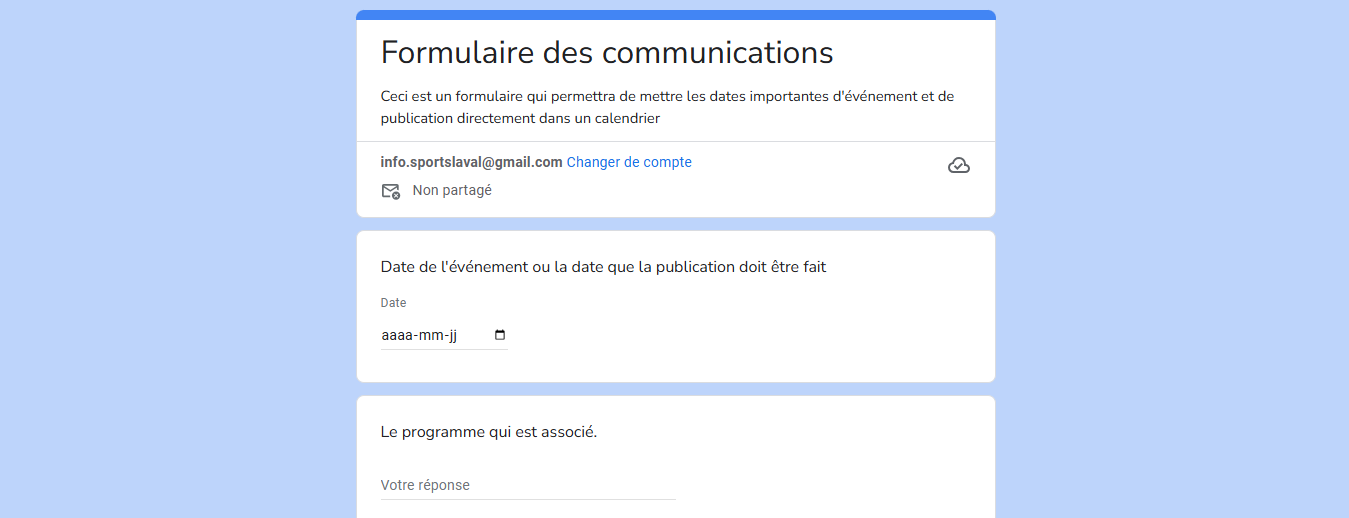 Formulaire des communications
Ceci est un formulaire qui permettra de mettre les dates importantes d'événement et de
publication directement dans un calendrier
info.sportslaval@gmail.com Changer de compte
Non partagé
Date de l'événement ou la date que la publication doit être fait
Date
aaaa-mm-jj
Le programme qui est associé.
Votre réponse